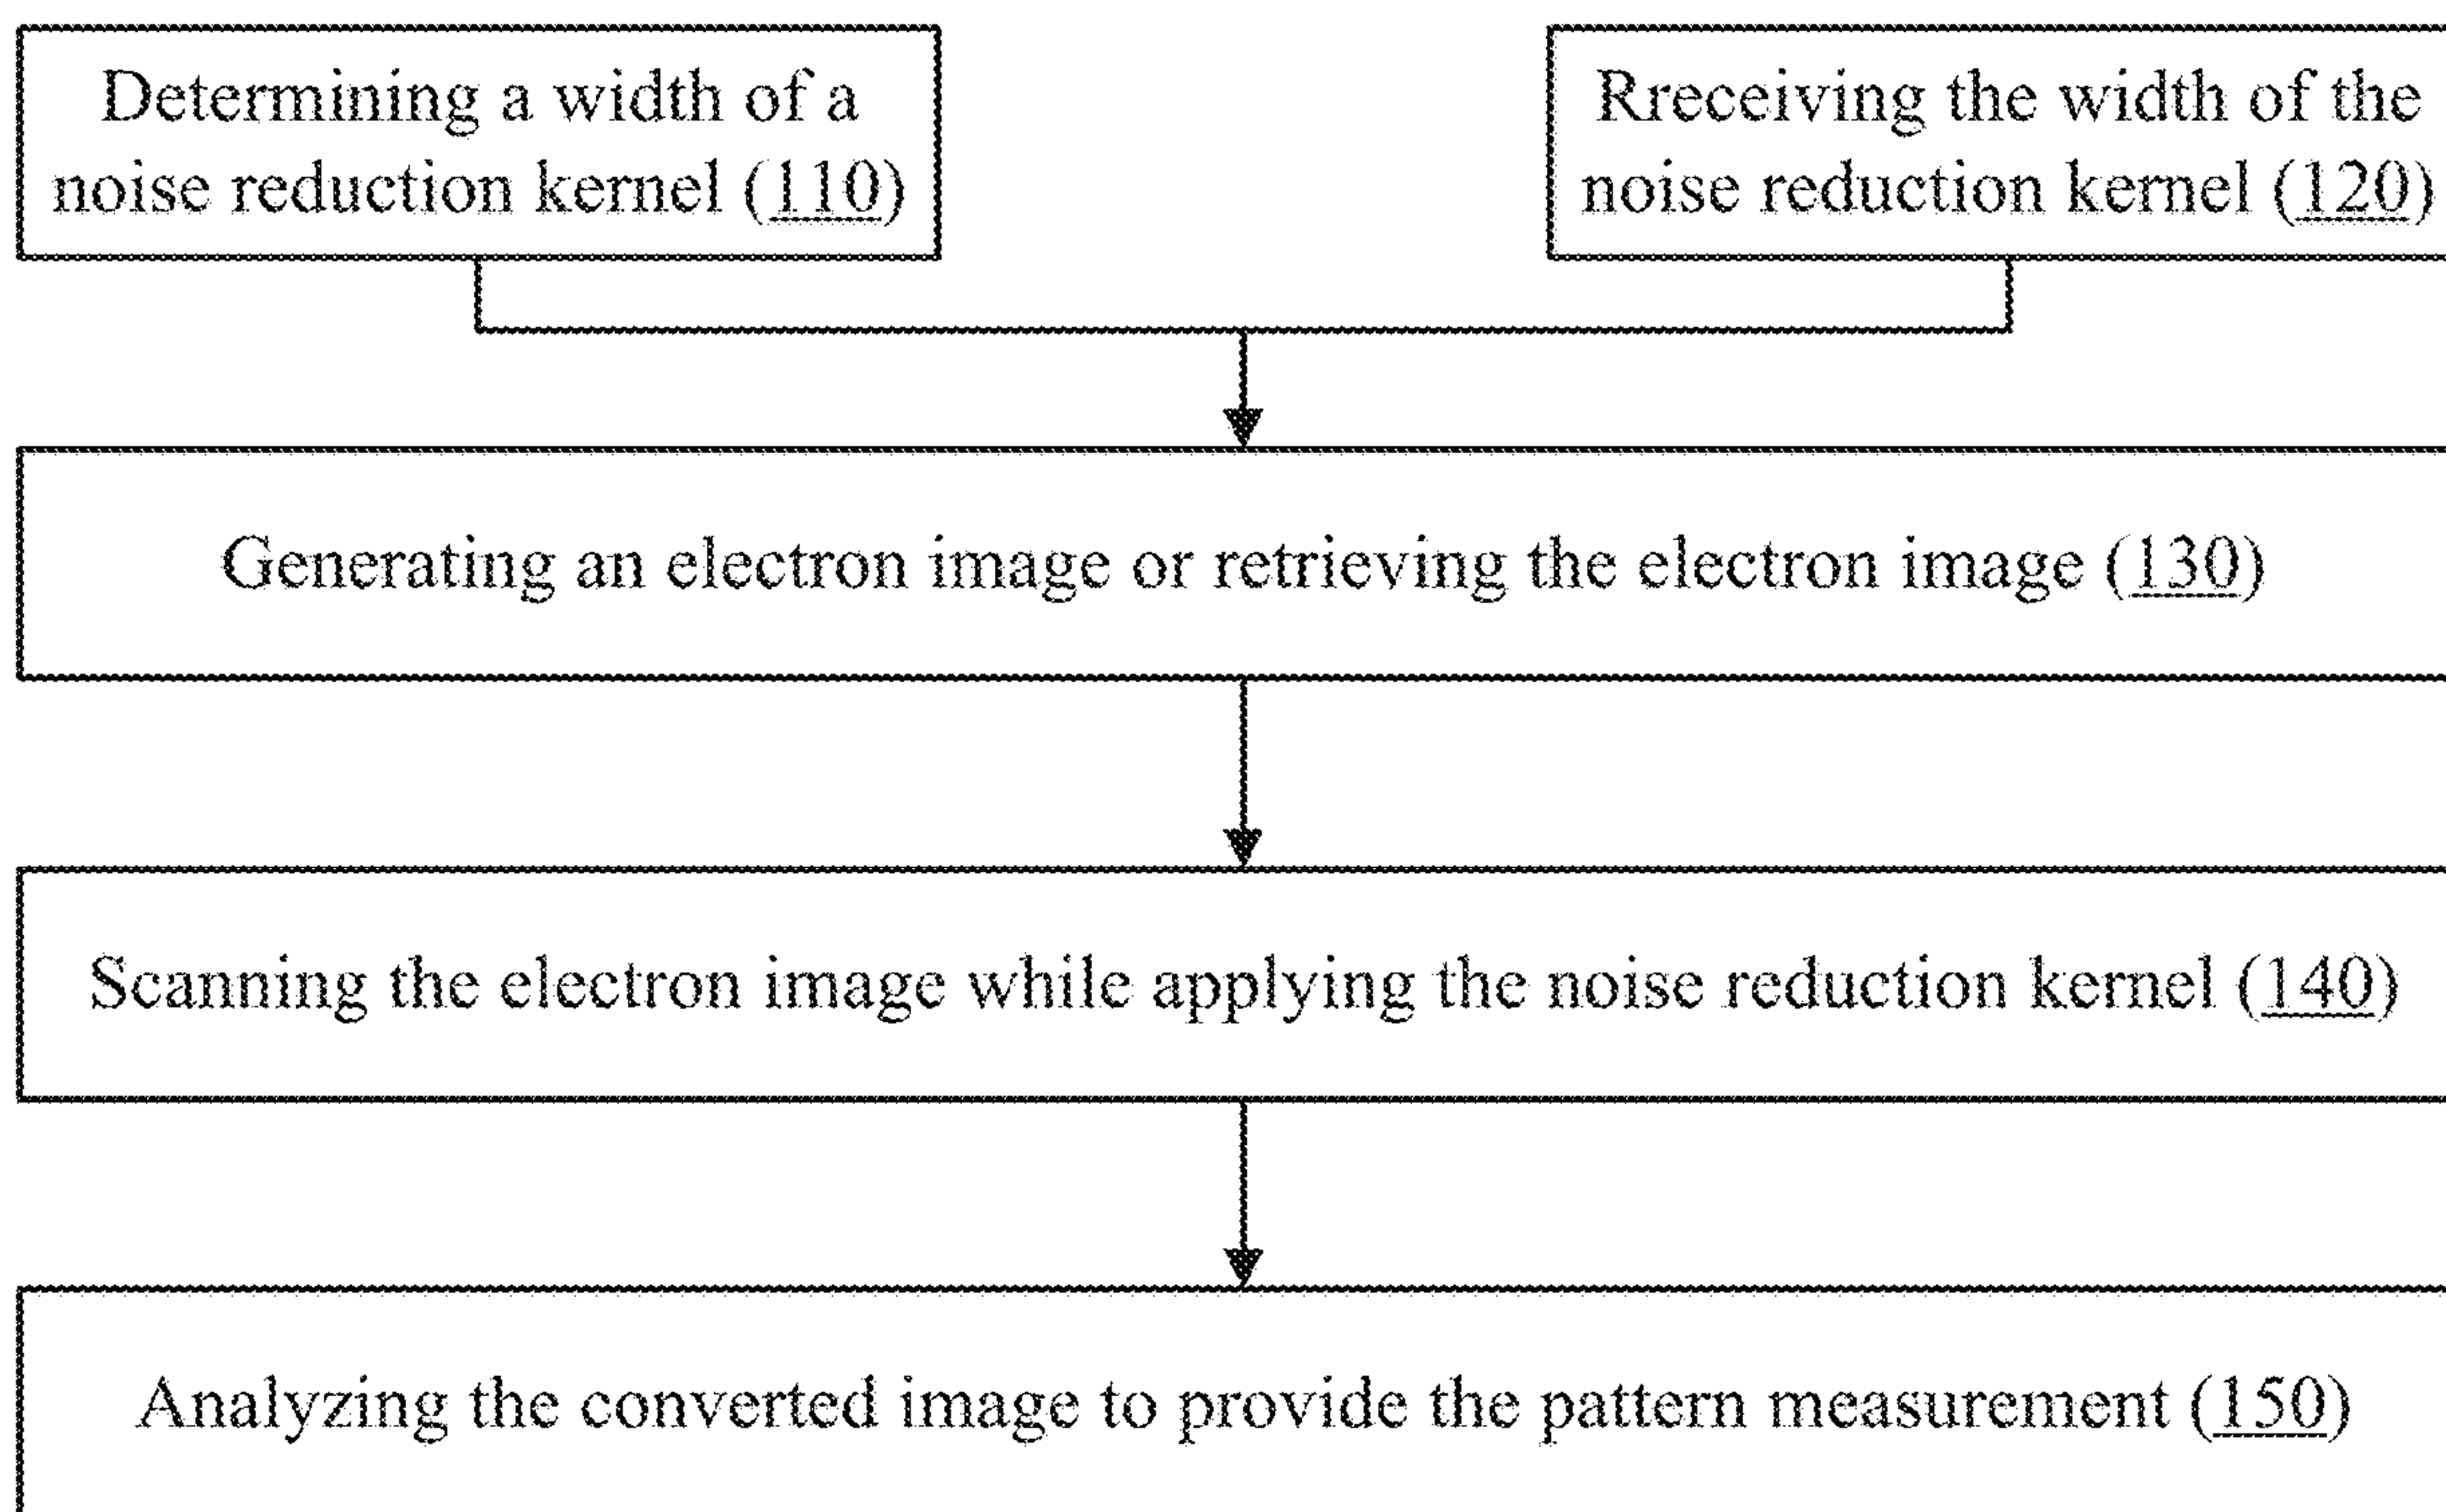 Determining a width of a
noise reduction kernel (110)
Rreceiving the width of the
noise reduction kernel (120)
Generating an electron image or retrieving the electron image (130)
Scanning the electron image while applying the noise reduction kernel (140)
Analyzing the converted image to provide the pattern measurement (150)